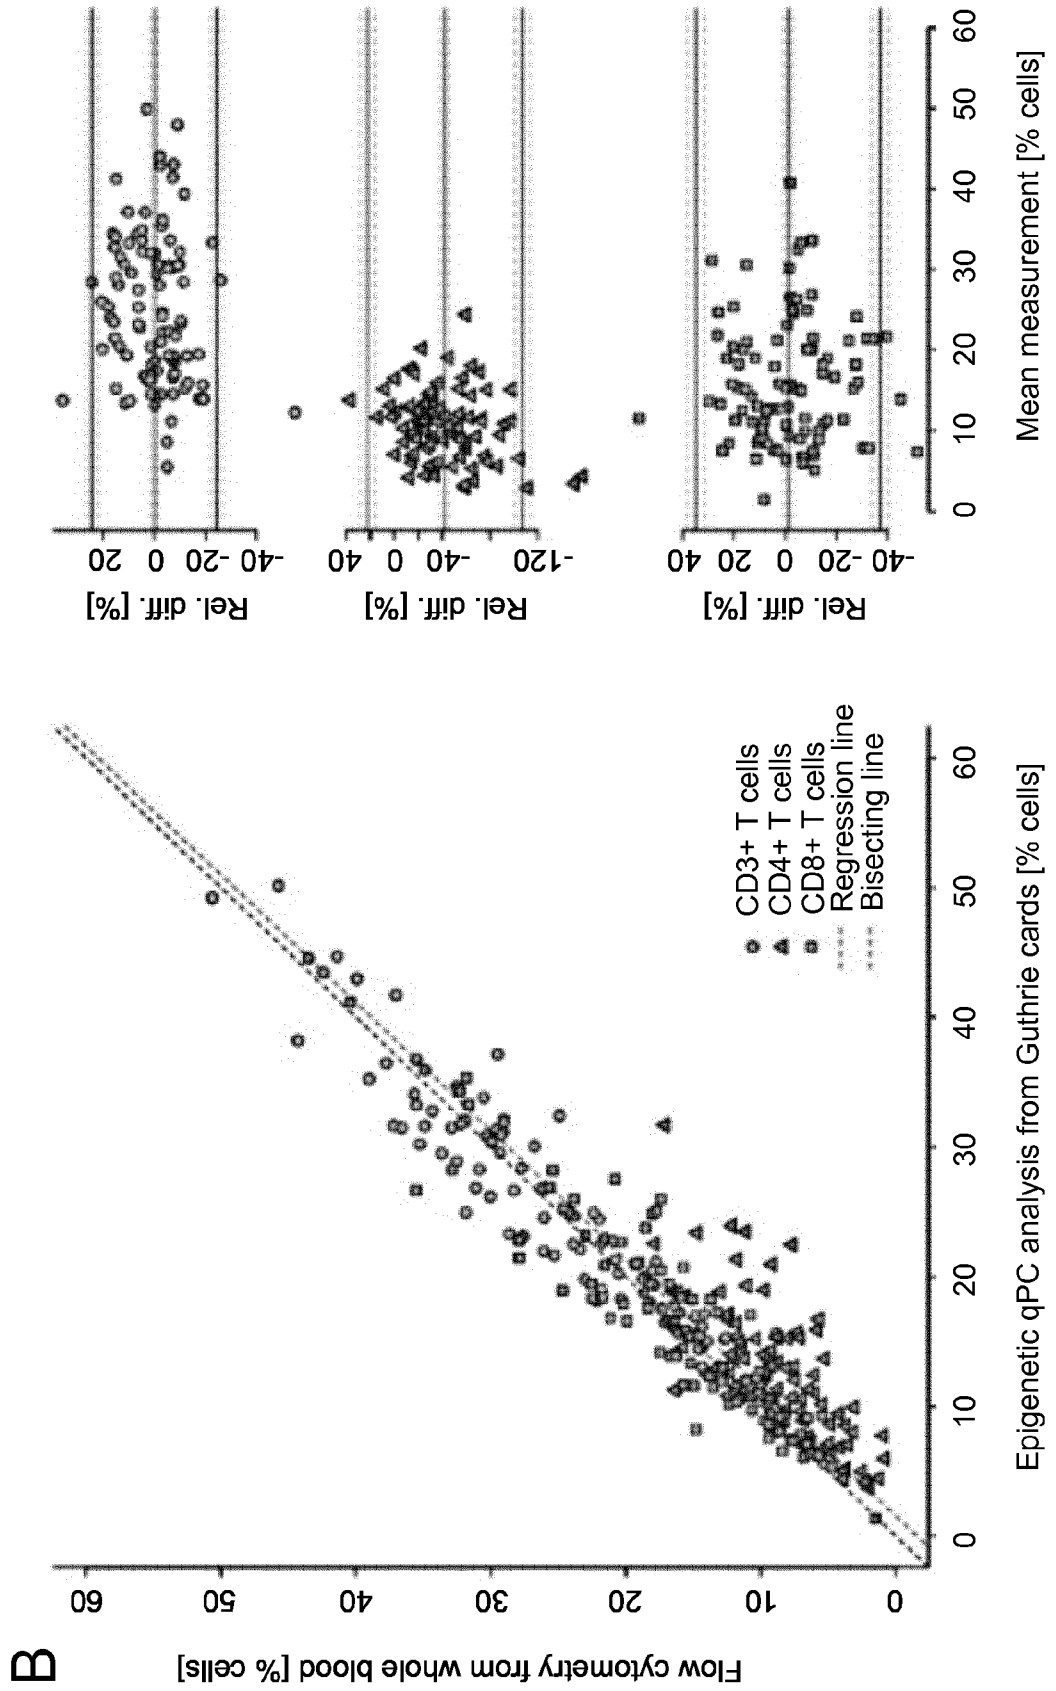 B
Flow cytometry from whole blood [% cells]
60
50
40
30
20
10
0
0
10
20
30
40
50
60
Epigenetic qPC analysis from Guthrie cards [% cells]
CD3+ T cells
CD4+ T cells
CD8+ T cells
Regression line
Bisecting line
Rel. diff. [%]
20
0
-20
-40
Rel. diff. [%]
40
0
-40
-120
Rel. diff. [%]
40
20
0
-20
-40
0
10
20
30
40
50
60
Mean measurement [% cells]